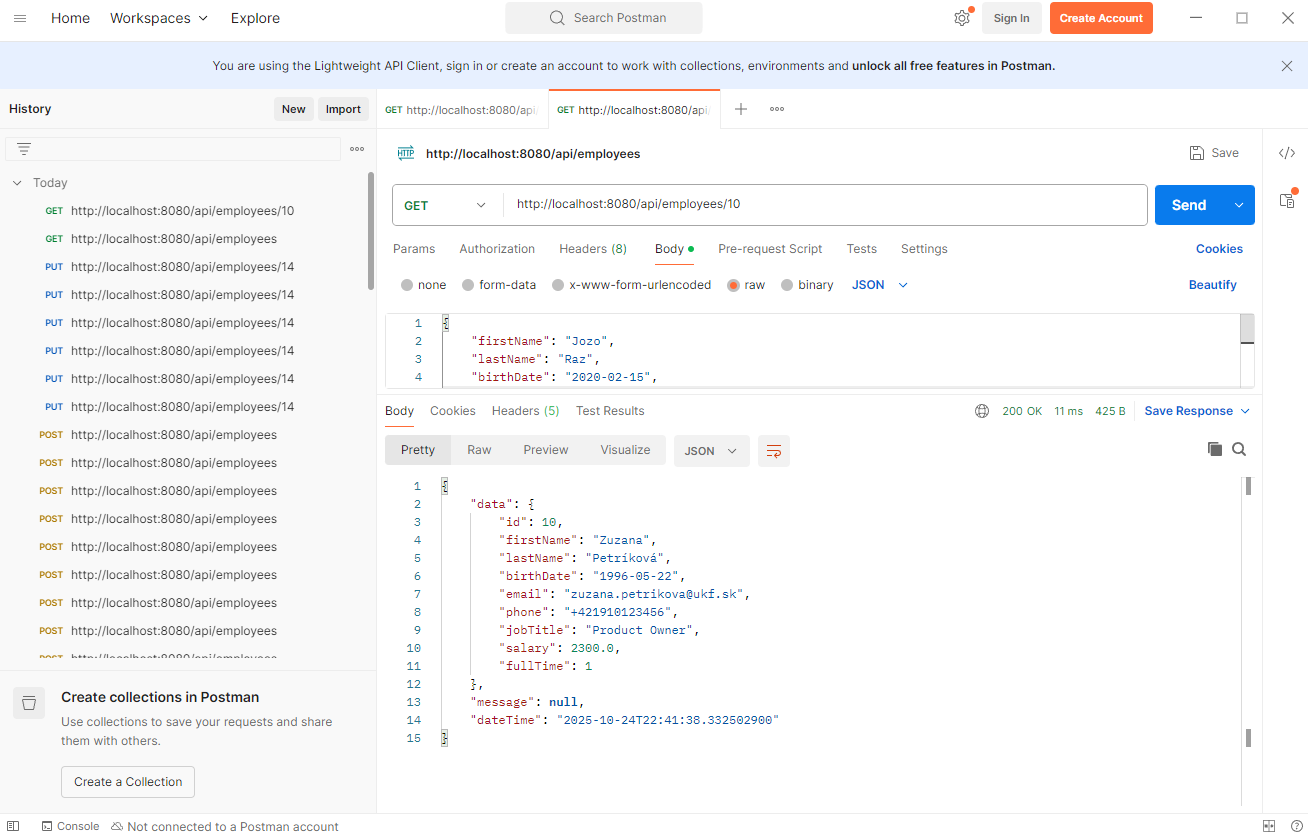 Home Workspaces Explore Search Postman Sign In Create Account
You are using the Lightweight API Client, sign in or create an account to work with collections, environments and unlock all free features in Postman.
History New Import
GET http://localhost:8080/api/ GET http://localhost:8080/api/
HTTP http://localhost:8080/api/employees Save
Today
GET http://localhost:8080/api/employees/10
GET http://localhost:8080/api/employees
PUT http://localhost:8080/api/employees/14
PUT http://localhost:8080/api/employees/14
PUT http://localhost:8080/api/employees/14
PUT http://localhost:8080/api/employees/14
PUT http://localhost:8080/api/employees/14
PUT http://localhost:8080/api/employees/14
POST http://localhost:8080/api/employees
POST http://localhost:8080/api/employees
POST http://localhost:8080/api/employees
POST http://localhost:8080/api/employees
POST http://localhost:8080/api/employees
POST http://localhost:8080/api/employees
POST http://localhost:8080/api/employees
POST http://localhost:8080/api/employees
POST http://localhost:8080/api/employees
Create collections in Postman
Use collections to save your requests and share
them with others.
Create a Collection
GET http://localhost:8080/api/employees/10 Send
Params Authorization Headers (8) Body Pre-request Script Tests Settings Cookies
none form-data x-www-form-urlencoded raw binary JSON Beautify
1 {
2 "firstName": "Jozo",
3 "lastName": "Raz",
4 "birthDate": "2020-02-15",
Body Cookies Headers (5) Test Results 200 OK 11 ms 425 B Save Response
Pretty Raw Preview Visualize JSON
1 {
2 "data": {
3 "id": 10,
4 "firstName": "Zuzana",
5 "lastName": "Petríková",
6 "birthDate": "1996-05-22",
7 "email": "zuzana.petrikova@ukf.sk",
8 "phone": "+421910123456",
9 "jobTitle": "Product Owner",
10 "salary": 2300.0,
11 "fullTime": 1
12 },
13 "message": null,
14 "dateTime": "2025-10-24T22:41:38.332502900"
15 }
Console Not connected to a Postman account